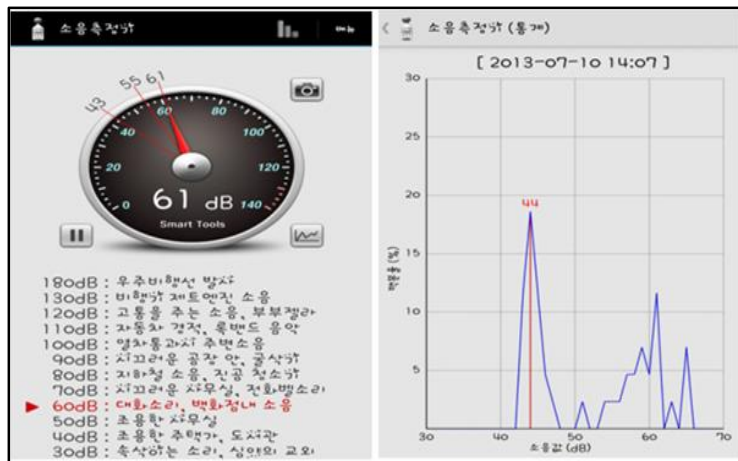 소음측정기
메뉴
43 55 61
0 20 40 60 80 100 120 140
61 dB
Smart Tools
180dB : 우주비행선 발사
130dB : 비행기 제트엔진 소음
120dB : 고통을 주는 소음, 부부젤라
110dB : 자동차 경적, 록밴드 음악
100dB : 열차통과시 주변소음
90dB : 시끄러운 공장 안, 굴삭기
80dB : 지하철 소음, 진공 청소기
70dB : 시끄러운 사무실, 전화벨소리
60dB : 대화소리, 백화점내 소음
50dB : 조용한 사무실
40dB : 조용한 주택가, 도서관
30dB : 속삭이는 소리, 심야의 교외
소음측정기 (통계)
[ 2013-07-10 14:07 ]
30
25
20
15
10
5
44
백분율 (%)
30 40 50 60 70
소음값 (dB)